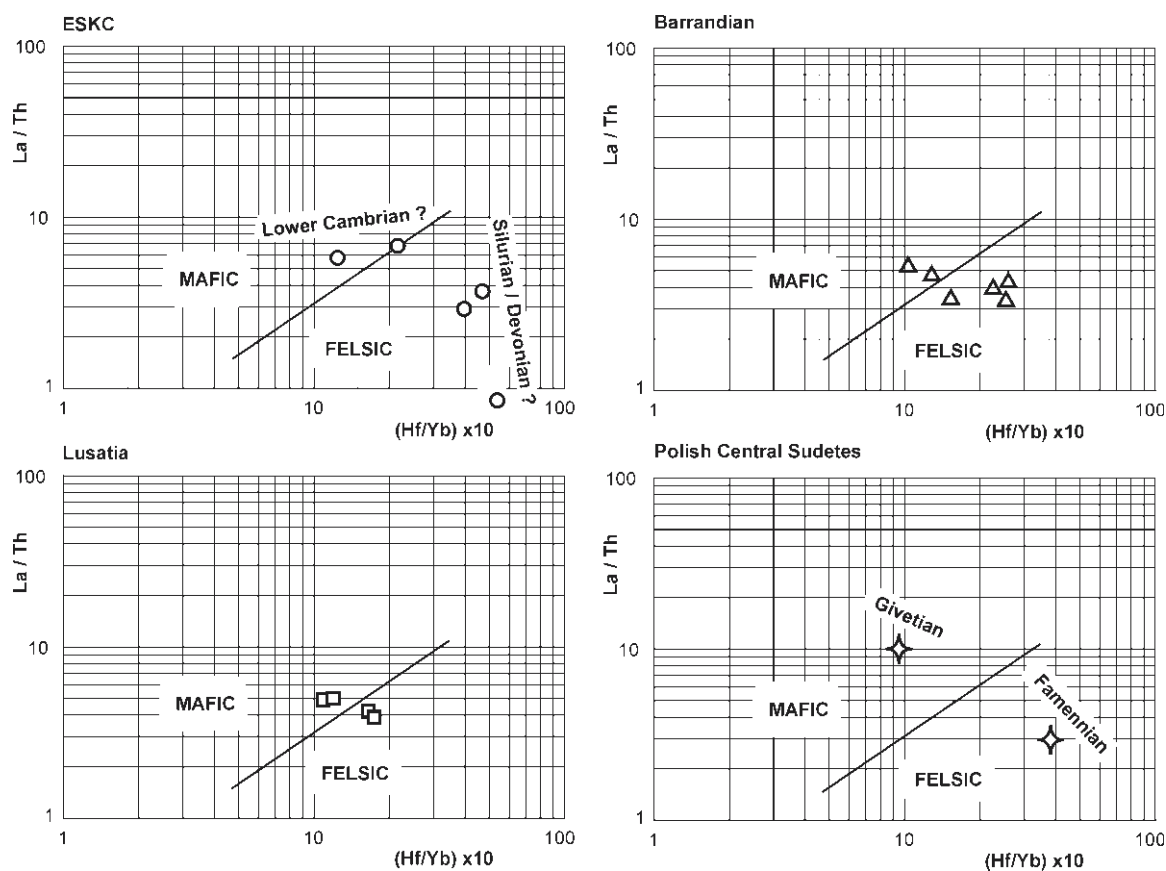 ESKC
100
La / Th
10
1
Lower Cambrian ?
Silurian / Devonian ?
MAFIC
FELSIC
1
10
100
(Hf/Yb) x10
Barrandian
100
La / Th
10
1
MAFIC
FELSIC
1
10
100
(Hf/Yb) x10
Lusatia
100
La / Th
10
1
MAFIC
FELSIC
1
10
100
(Hf/Yb) x10
Polish Central Sudetes
100
La / Th
10
1
Givetian
Famennian
MAFIC
FELSIC
1
10
100
(Hf/Yb) x10